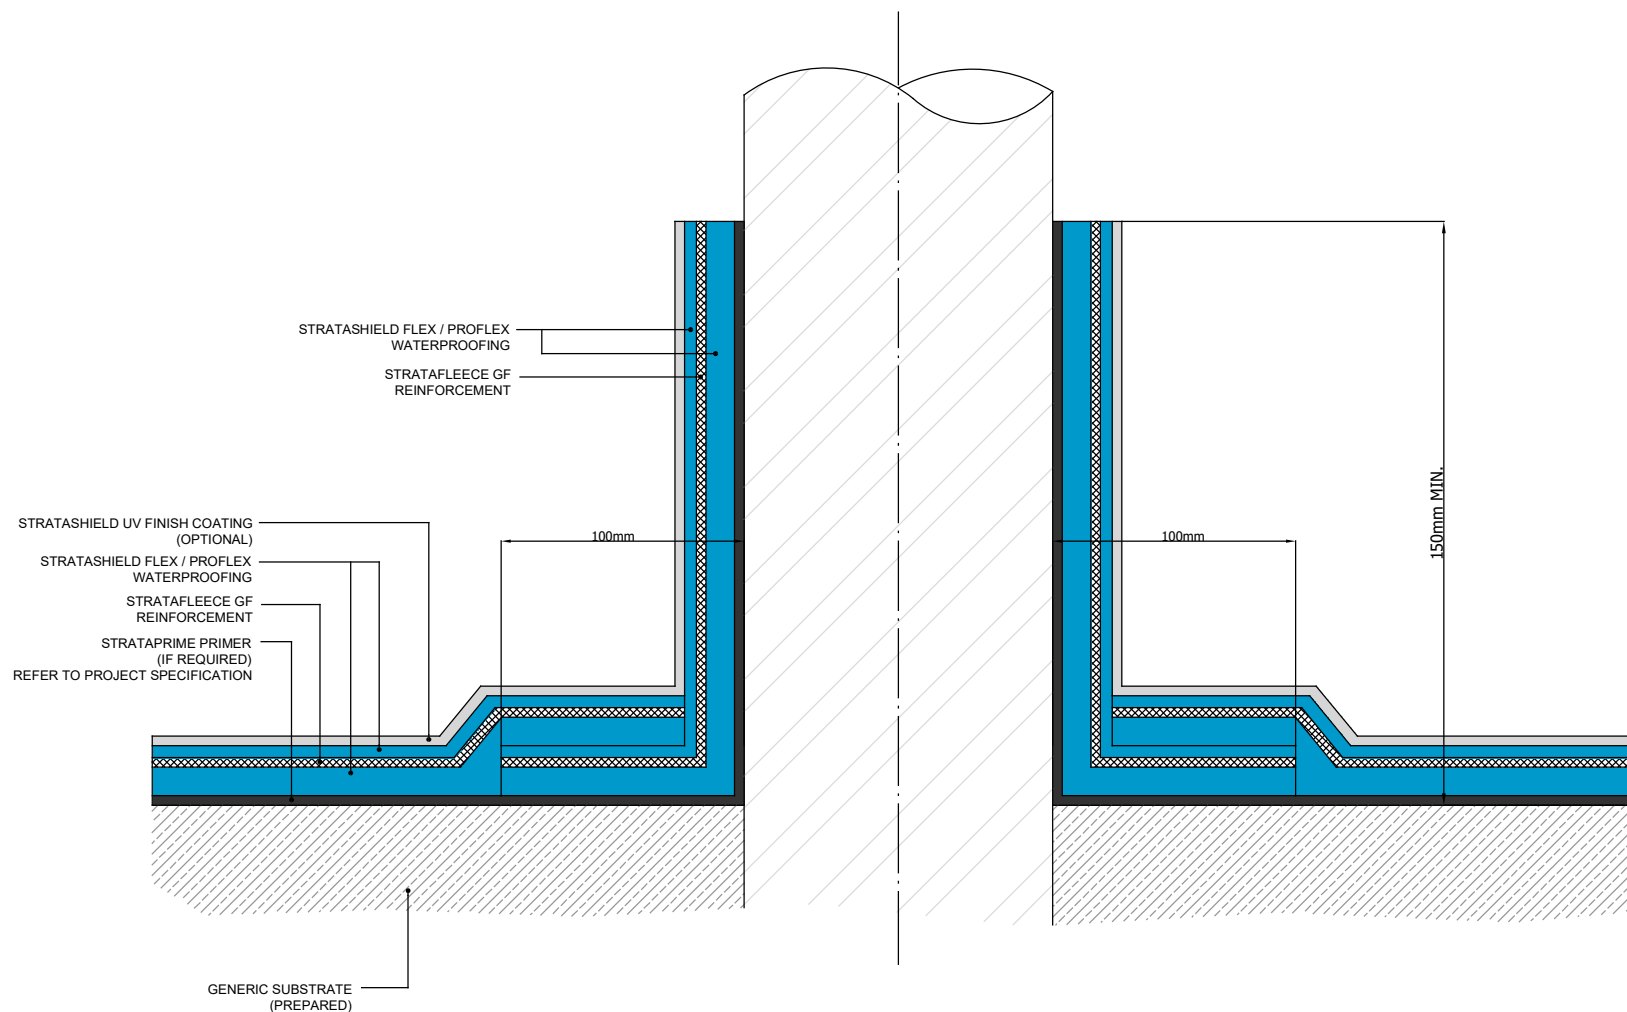 STRATASHIELD FLEX / PROFLEX
WATERPROOFING
STRATAFLEECE GF
REINFORCEMENT
STRATASHIELD UV FINISH COATING
(OPTIONAL)
STRATASHIELD FLEX / PROFLEX
WATERPROOFING
STRATAFLEECE GF
REINFORCEMENT
STRATAPRIME PRIMER
(IF REQUIRED)
REFER TO PROJECT SPECIFICATION
100mm
100mm
150mm MIN.
GENERIC SUBSTRATE
(PREPARED)